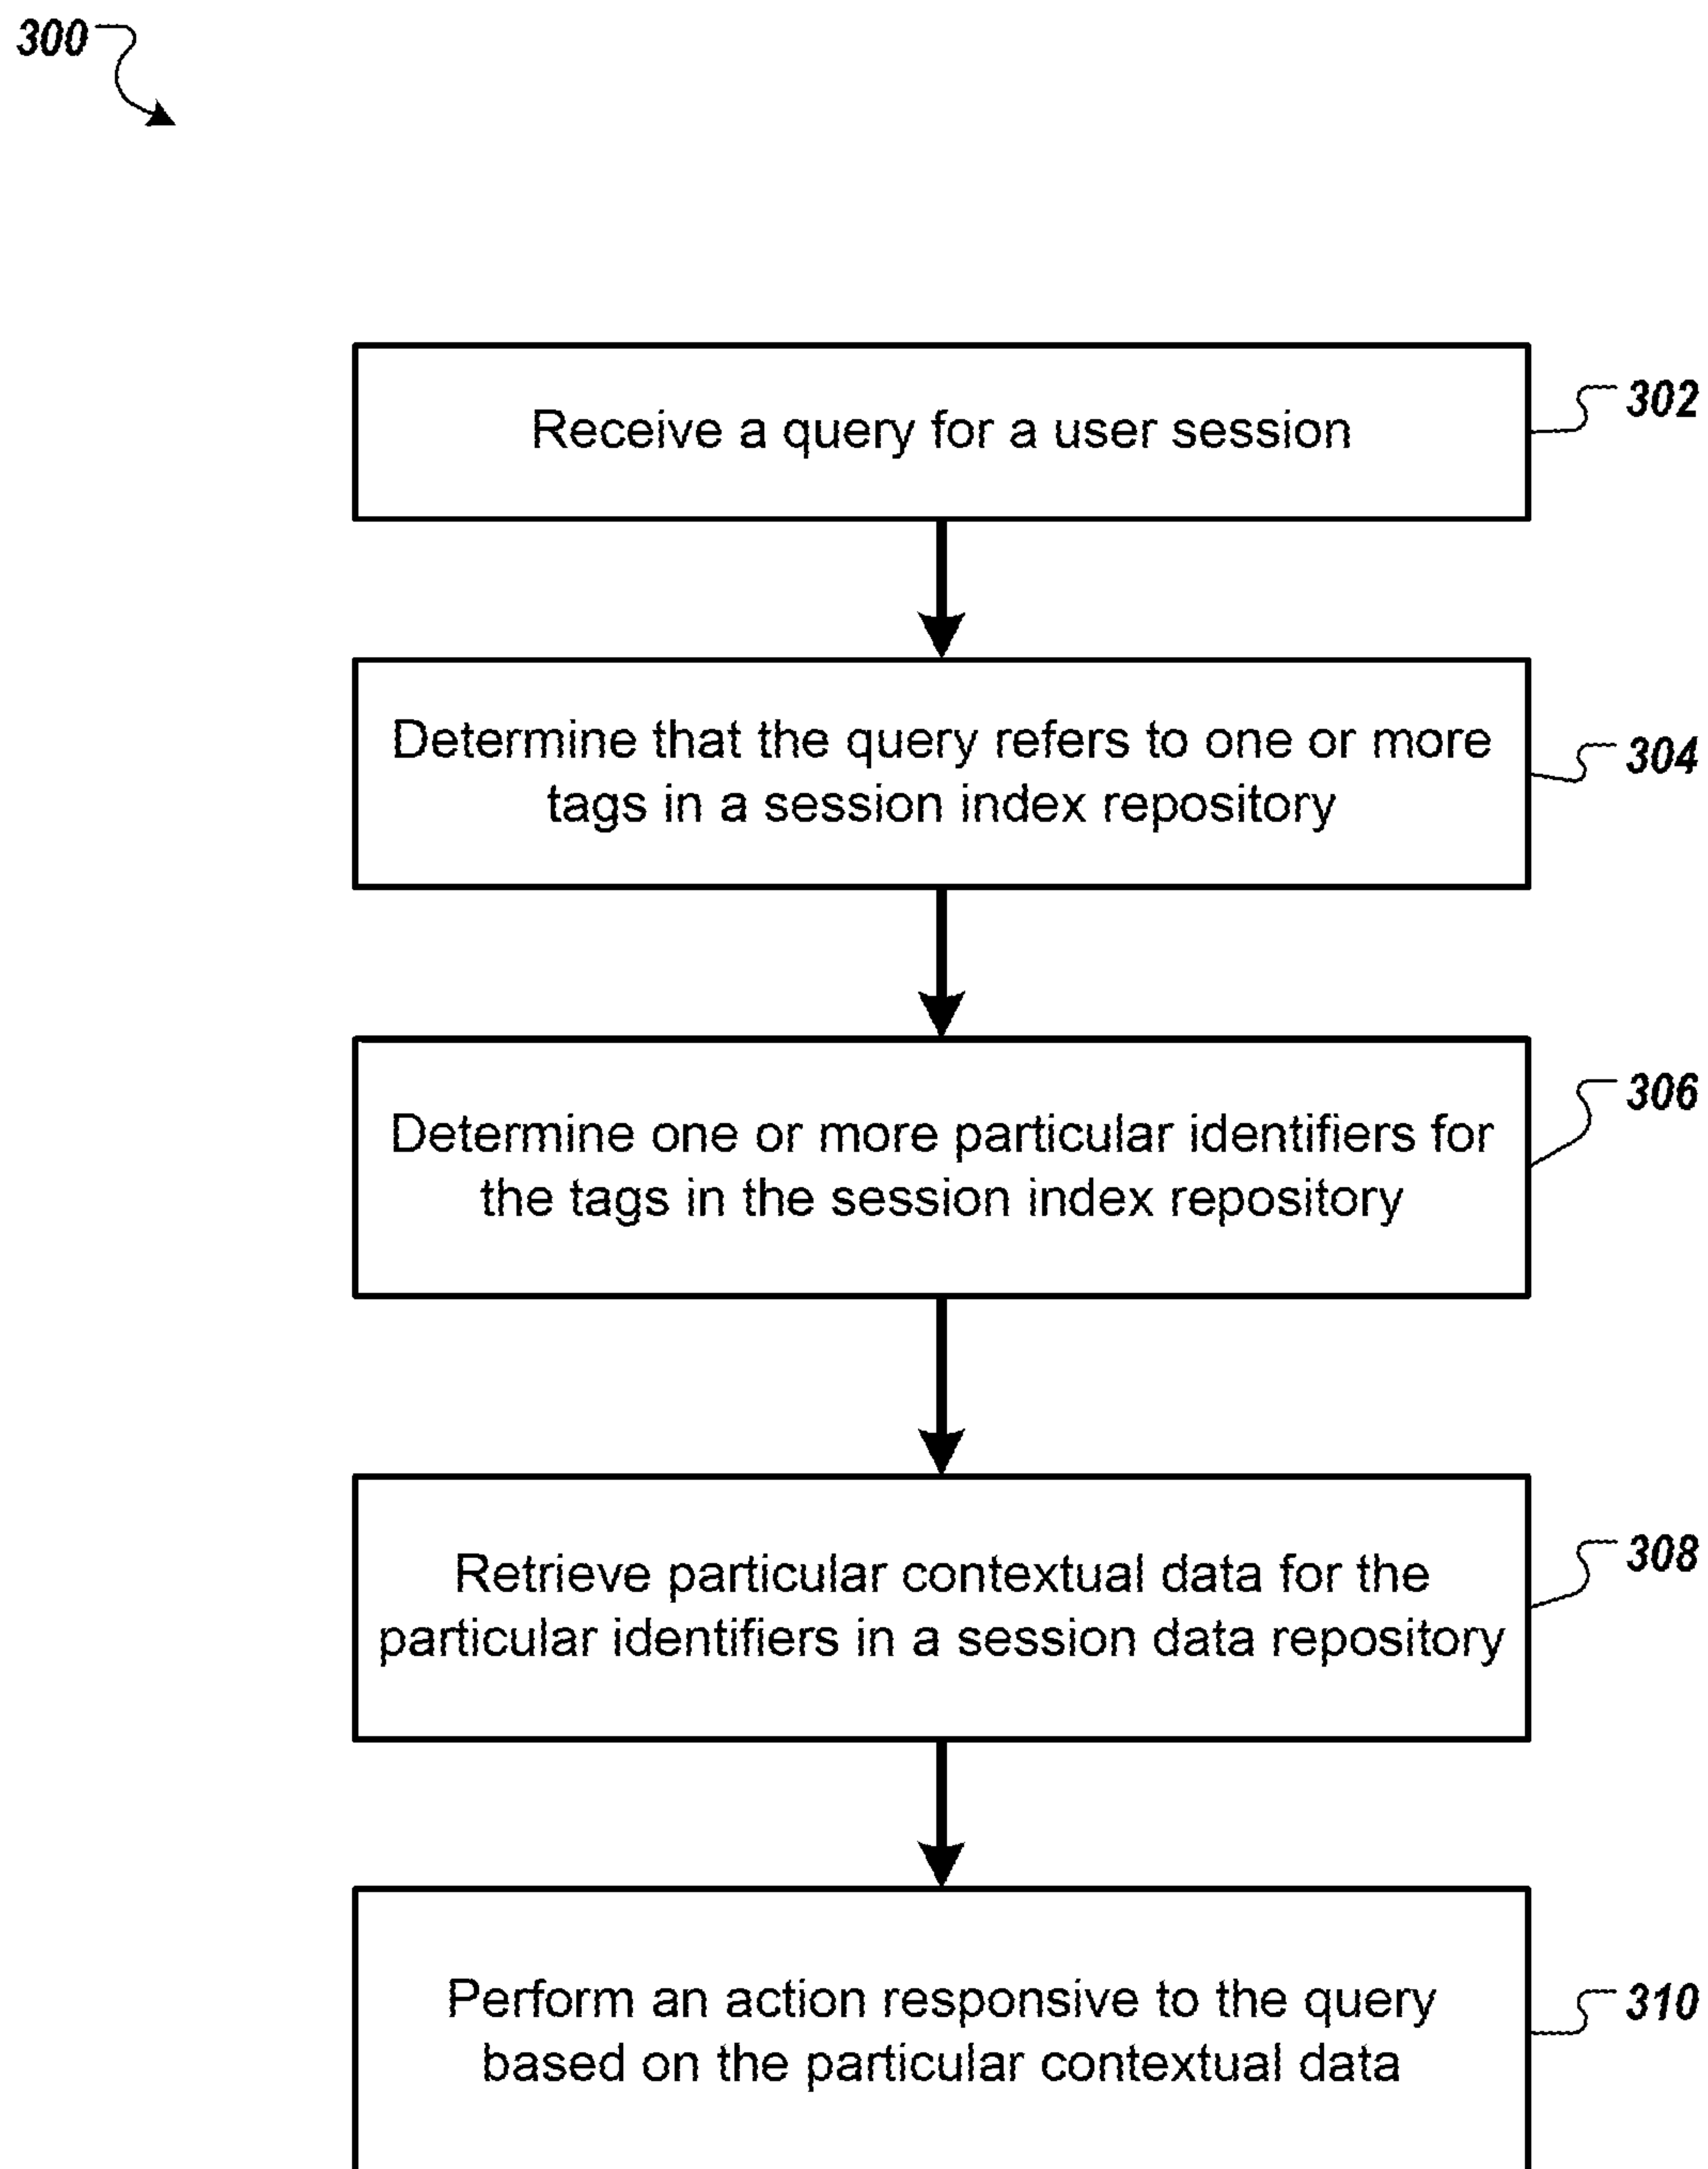 300
Receive a query for a user session
302
Determine that the query refers to one or more
tags in a session index repository
304
Determine one or more particular identifiers for
the tags in the session index repository
306
Retrieve particular contextual data for the
particular identifiers in a session data repository
308
Perform an action responsive to the query
based on the particular contextual data
310